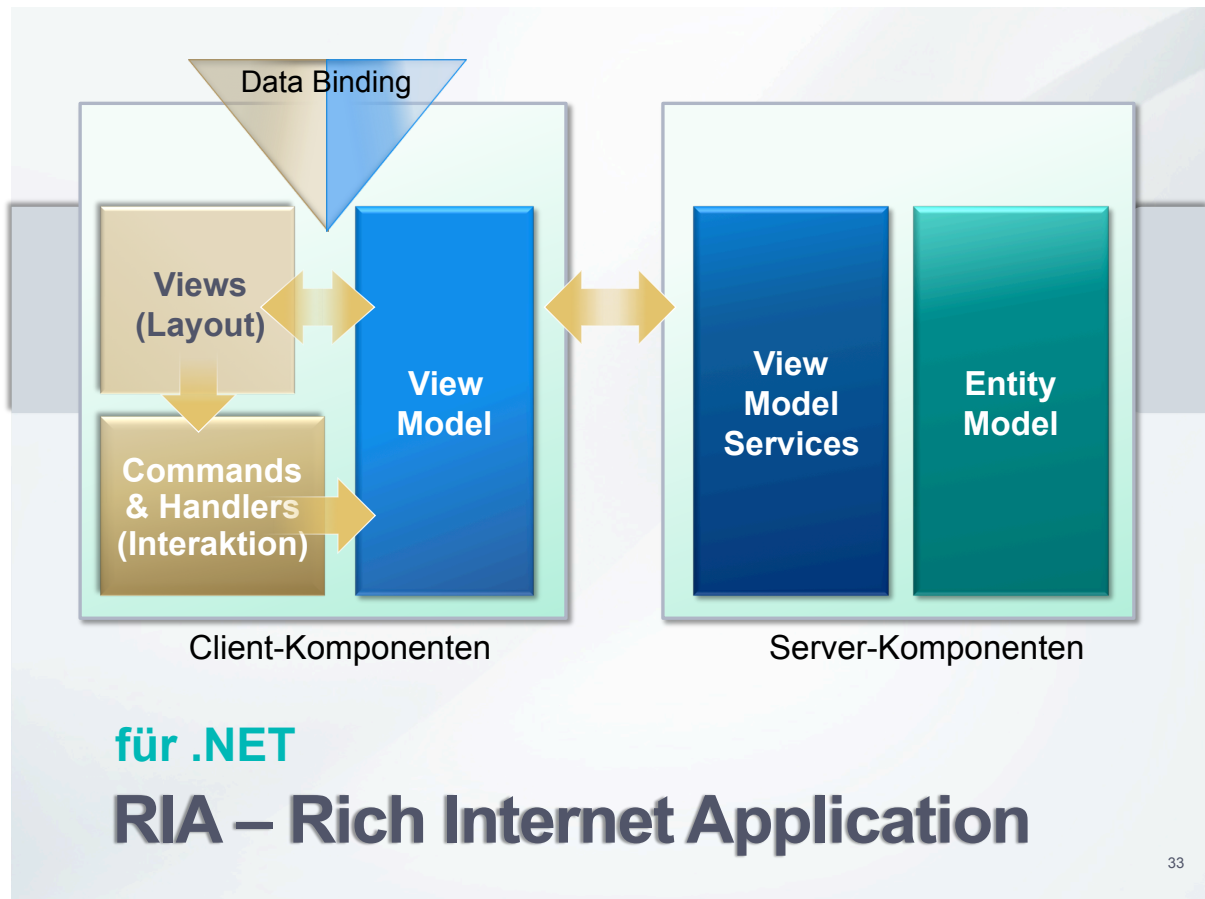 Data Binding
Views
(Layout)
Commands
& Handlers
(Interaktion)
View
Model
View
Model
Services
Entity
Model
Client-Komponenten
Server-Komponenten
für .NET
RIA – Rich Internet Application
33